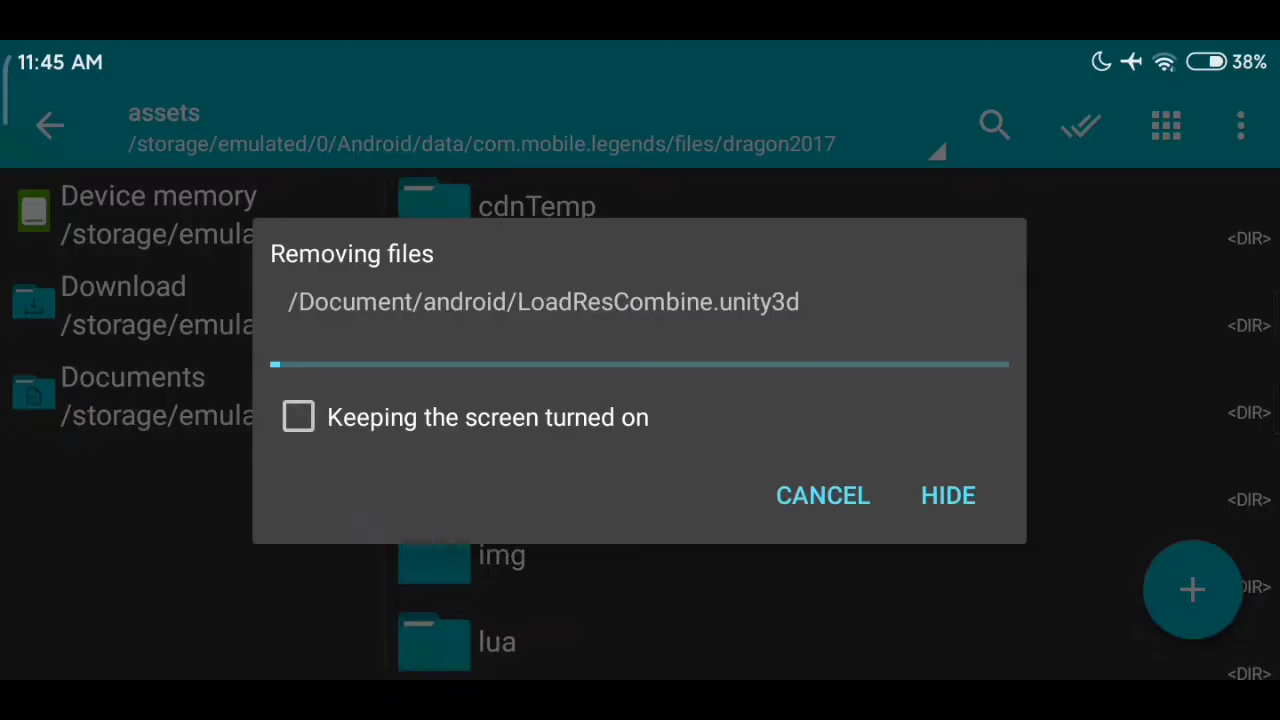 11:45 AM
38%
assets
/storage/emulated/0/Android/data/com.mobile.legends/files/dragon2017
Device memory
/storage/emula
Download
/storage/emula
Documents
/storage/emula
cdnTemp
<DIR>
<DIR>
<DIR>
<DIR>
Removing files
/Document/android/LoadResCombine.unity3d
Keeping the screen turned on
CANCEL
HIDE
img
DIR>
lua
<DIR>